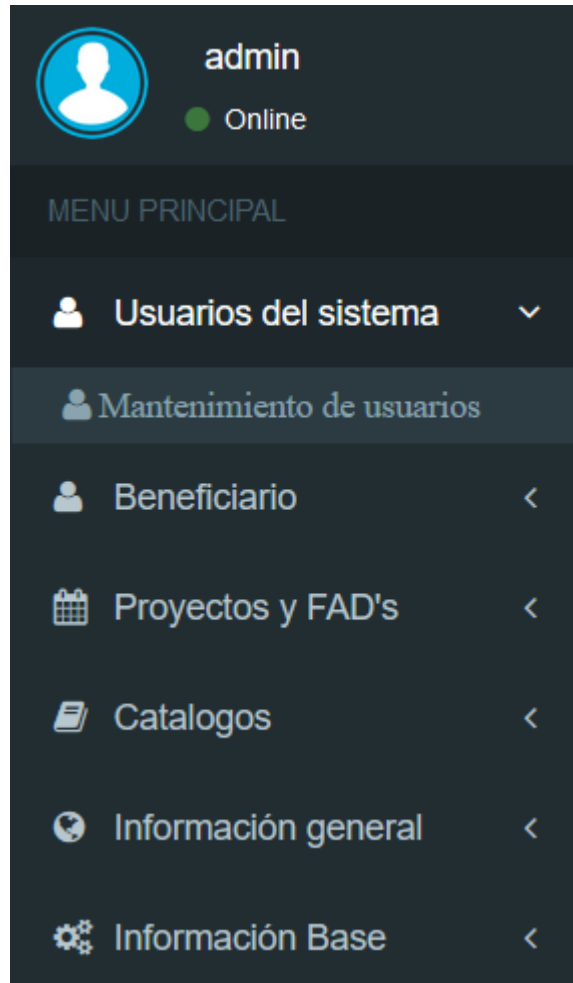 admin
Online
MENU PRINCIPAL
Usuarios del sistema
Mantenimiento de usuarios
Beneficiario
Proyectos y FAD's
Catalogos
Información general
Información Base